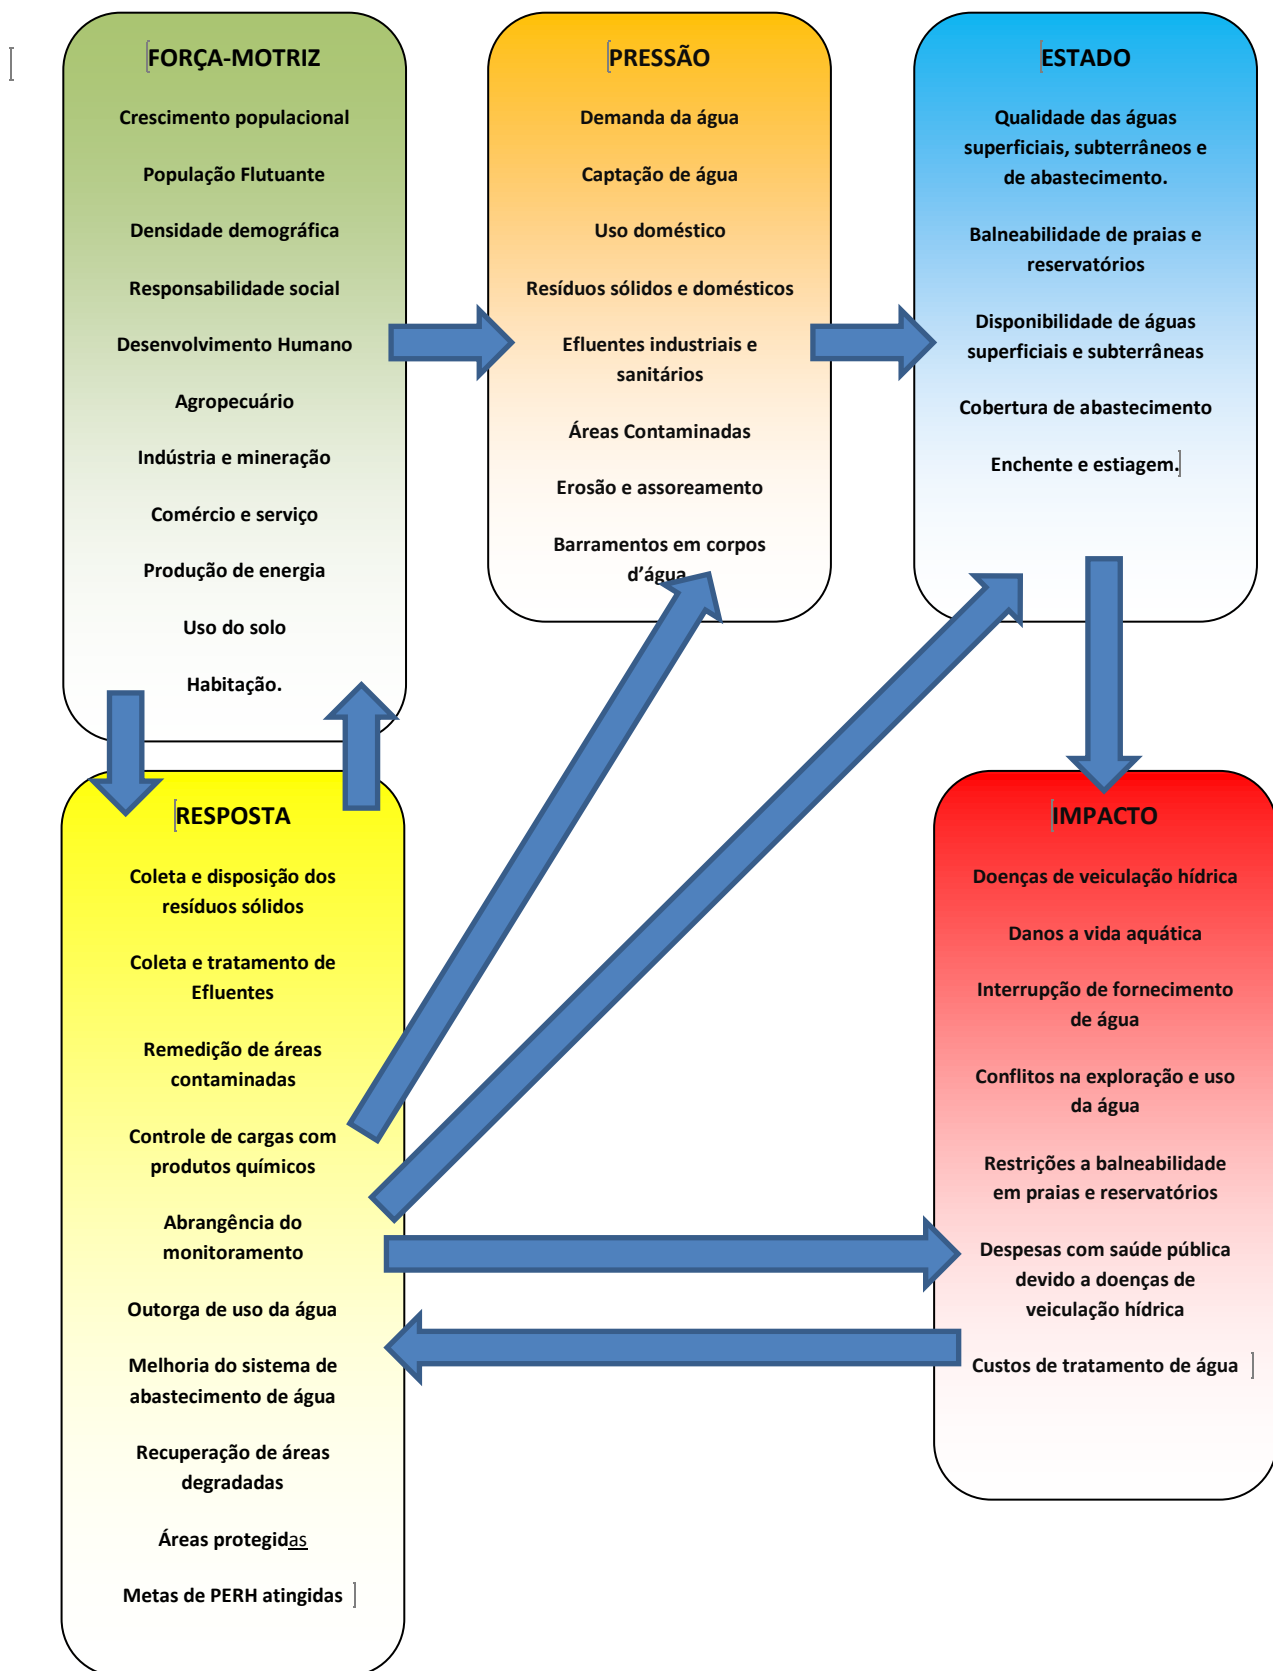 FORÇA-MOTRIZ
Crescimento populacional
População Flutuante
Densidade demográfica
Responsabilidade social
Desenvolvimento Humano
Agropecuário
Indústria e mineração
Comércio e serviço
Produção de energia
Uso do solo
Habitação.
PRESSÃO
Demanda da água
Captação de água
Uso doméstico
Resíduos sólidos e domésticos
Efluentes industriais e
sanitários
Áreas Contaminadas
Erosão e assoreamento
Barramentos em corpos
d’água
ESTADO
Qualidade das águas
superficiais, subterrâneos e
de abastecimento.
Balneabilidade de praias e
reservatórios
Disponibilidade de águas
superficiais e subterrâneas
Cobertura de abastecimento
Enchente e estiagem.
RESPOSTA
Coleta e disposição dos
resíduos sólidos
Coleta e tratamento de
Efluentes
Remedição de áreas
contaminadas
Controle de cargas com
produtos químicos
Abrangência do
monitoramento
Outorga de uso da água
Melhoria do sistema de
abastecimento de água
Recuperação de áreas
degradadas
Áreas protegidas
Metas de PERH atingidas
IMPACTO
Doenças de veiculação hídrica
Danos a vida aquática
Interrupção de fornecimento
de água
Conflitos na exploração e uso
da água
Restrições a balneabilidade
em praias e reservatórios
Despesas com saúde pública
devido a doenças de
veiculação hídrica
Custos de tratamento de água